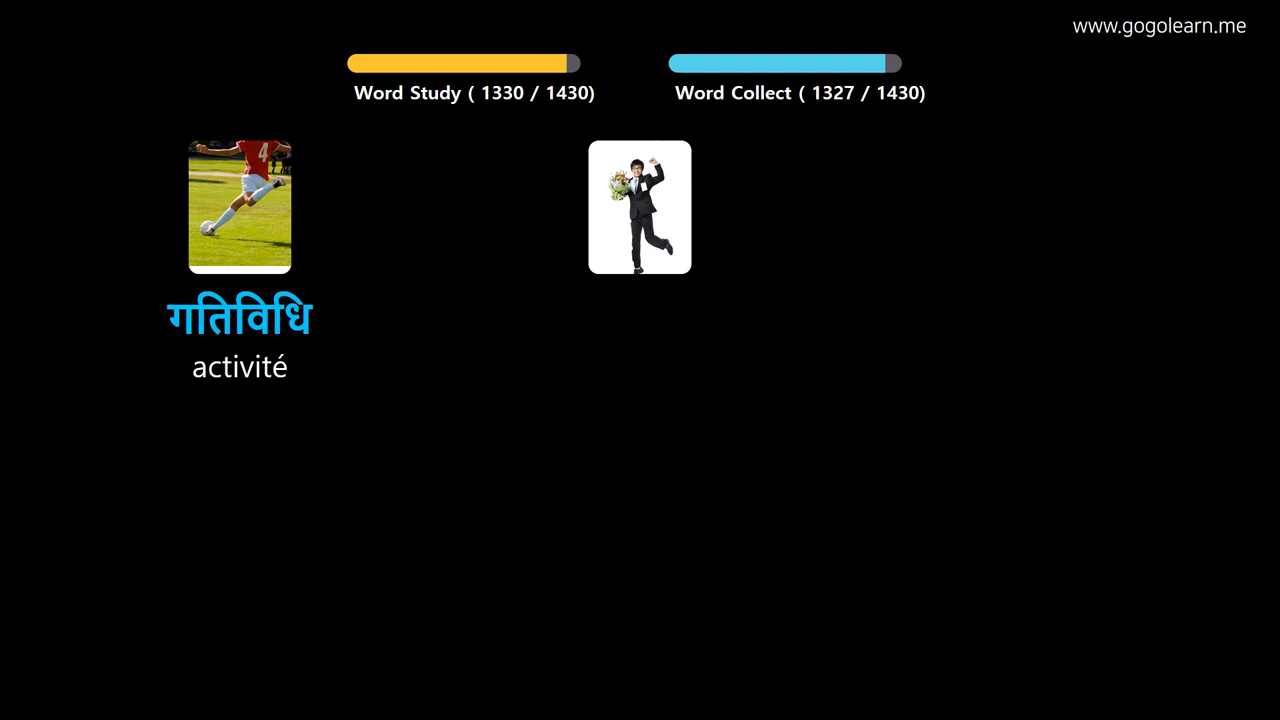 www.gogolearn.me
Word Study ( 1330 / 1430)
Word Collect ( 1327 / 1430)
4
गतिविधि
activité